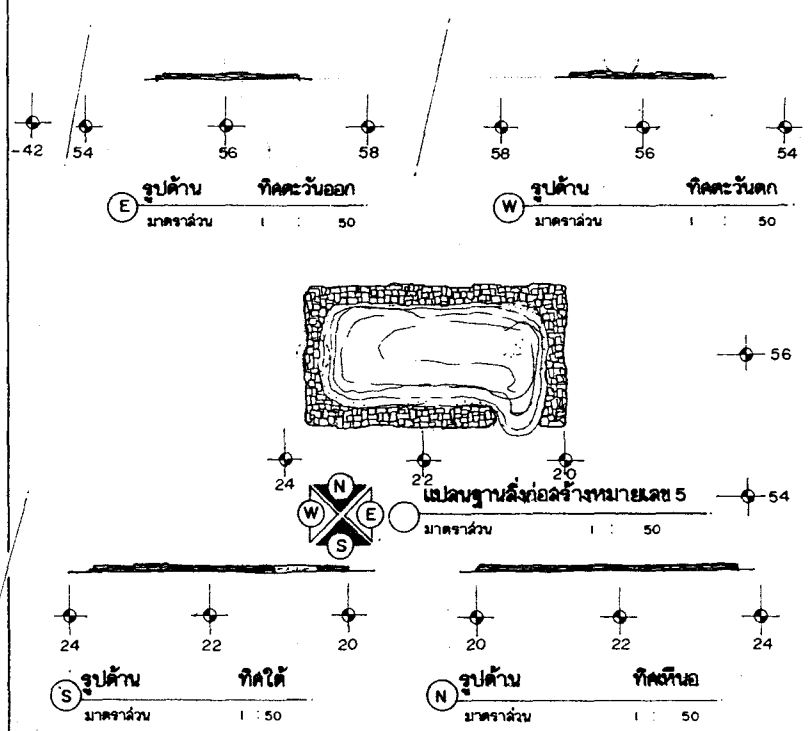 -42 54 56 58 58 56 54
E รูปด้าน ทิศตะวันออก
มาตราส่วน 1 : 50
W รูปด้าน ทิศตะวันตก
มาตราส่วน 1 : 50
56
24 22 20
54
N
W E
S
แปลนฐานสิ่งก่อสร้างหมายเลข 5
มาตราส่วน 1 : 50
24 22 20 20 22 24
S รูปด้าน ทิศใต้
มาตราส่วน 1 : 50
N รูปด้าน ทิศเหนือ
มาตราส่วน 1 : 50